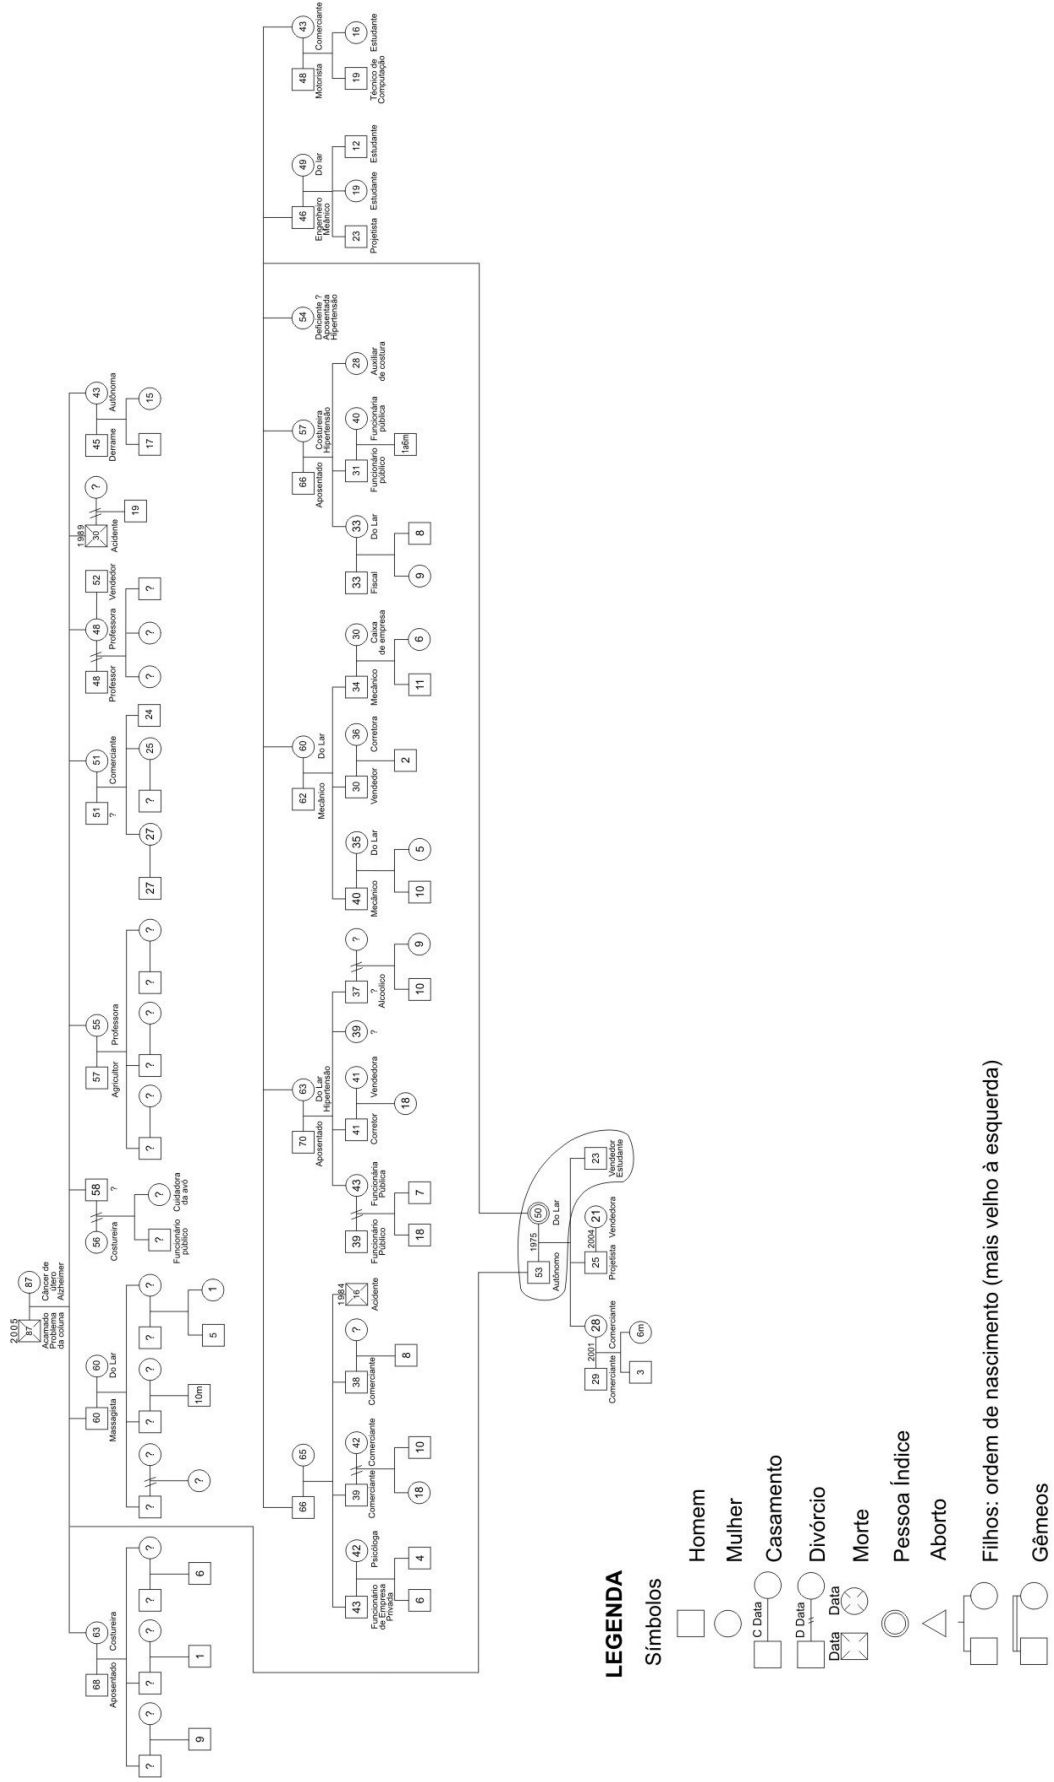 2005
87
87
Acamado
Problema
da coluna
Câncer de
útero
Alzheimer
68
63
Aposentado
Costureira
?
?
?
?
?
?
9
1
6
60
60
Massagista
Do Lar
?
?
?
?
?
?
?
10m
5
1
56
58
Costureira
?
?
?
Funcionário
público
Cuidadora
da avó
57
55
Agricultor
Professora
?
?
?
?
?
?
51
51
?
Comerciante
27
27
?
25
24
48
48
52
Professor
Professora
Vendedor
?
?
?
1989
30
?
Acidente
19
45
43
Derrame
Autônoma
17
15
66
65
43
42
Funcionário
de Empresa
Privada
Psicóloga
6
4
39
42
Comerciante
Comerciante
18
10
38
?
Comerciante
8
1984
16
Acidente
70
63
Aposentado
Do Lar
Hipertensão
39
43
Funcionário
Público
Funcionária
Pública
18
7
41
41
Corretor
Vendedora
18
39
?
37
?
?
Alcoolico
10
9
62
60
Mecânico
Do Lar
40
35
Mecânico
Do Lar
10
5
30
36
Vendedor
Corretora
2
34
30
Mecânico
Caixa
de empresa
11
6
66
57
Aposentado
Costureira
Hipertensão
33
33
Fiscal
Do Lar
9
8
31
40
Funcionário
público
Funcionária
pública
1a6m
28
Auxiliar
de costura
54
Deficiente ?
Aposentada
Hipertensão
46
49
Engenheiro
Meânico
Do lar
23
19
12
Projetista
Estudante
Estudante
48
43
Motorista
Comerciante
19
16
Técnico de
Computação
Estudante
53
1975
50
Autônomo
Do Lar
29
2001
28
Comerciante
Comerciante
3
6m
25
2004
21
Projetista
Vendedora
23
Vendedor
Estudante
LEGENDA
Símbolos
Homem
Mulher
C Data
Casamento
D Data
Divórcio
Data
Data
Morte
Pessoa Índice
Aborto
Filhos: ordem de nascimento (mais velho à esquerda)
Gêmeos